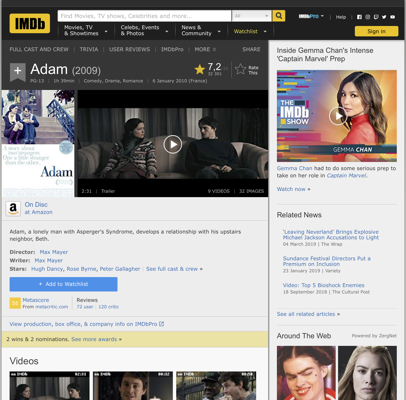 IMDb
Find Movies, TV shows, Celebrities and more...
All
IMDbPro
Help
Movies, TV
& Showtimes
Celebs, Events
& Photos
News &
Community
Watchlist
Sign in
FULL CAST AND CREW | TRIVIA | USER REVIEWS | IMDbPro | MORE
SHARE
Adam (2009)
7,2
Rate
This
PG-13 | 1h 39min | Comedy, Drama, Romance | 6 January 2010 (France)
A story about
two strangers.
One a little stranger
than the other.
Adam
2:31 | Trailer
9 VIDEOS | 32 IMAGES
On Disc
at Amazon
Adam, a lonely man with Asperger's Syndrome, develops a relationship with his upstairs
neighbor, Beth.
Director: Max Mayer
Writer: Max Mayer
Stars: Hugh Dancy, Rose Byrne, Peter Gallagher | See full cast & crew »
+ Add to Watchlist
Metascore
From metacritic.com
Reviews
72 user | 120 critic
View production, box office, & company info on IMDbPro
2 wins & 2 nominations. See more awards »
Videos
02:31
00:52
00:50
Inside Gemma Chan's Intense
'Captain Marvel' Prep
THE
IMDb
SHOW
GEMMA CHAN
Gemma Chan had to do some serious prep to
take on her role in Captain Marvel.
Watch now »
Related News
'Leaving Neverland' Brings Explosive
Michael Jackson Accusations to Light
04 March 2019 | The Wrap
Sundance Festival Directors Put a
Premium on Inclusion
23 January 2019 | Variety
Video: Top 5 Bioshock Enemies
16 September 2018 | The Cultural Post
See all related articles »
Around The Web
Powered by ZergNet